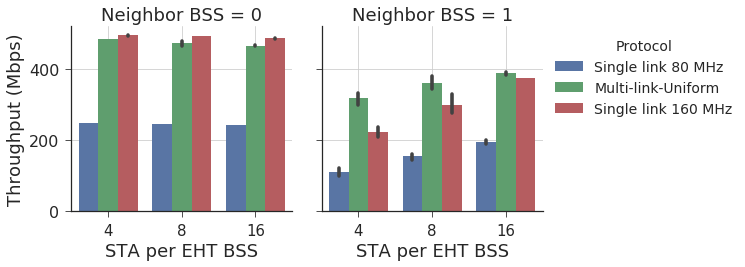 Neighbor BSS = 0
Neighbor BSS = 1
Throughput (Mbps)
400
200
0
4 8 16
4 8 16
STA per EHT BSS
STA per EHT BSS
Protocol
Single link 80 MHz
Multi-link-Uniform
Single link 160 MHz